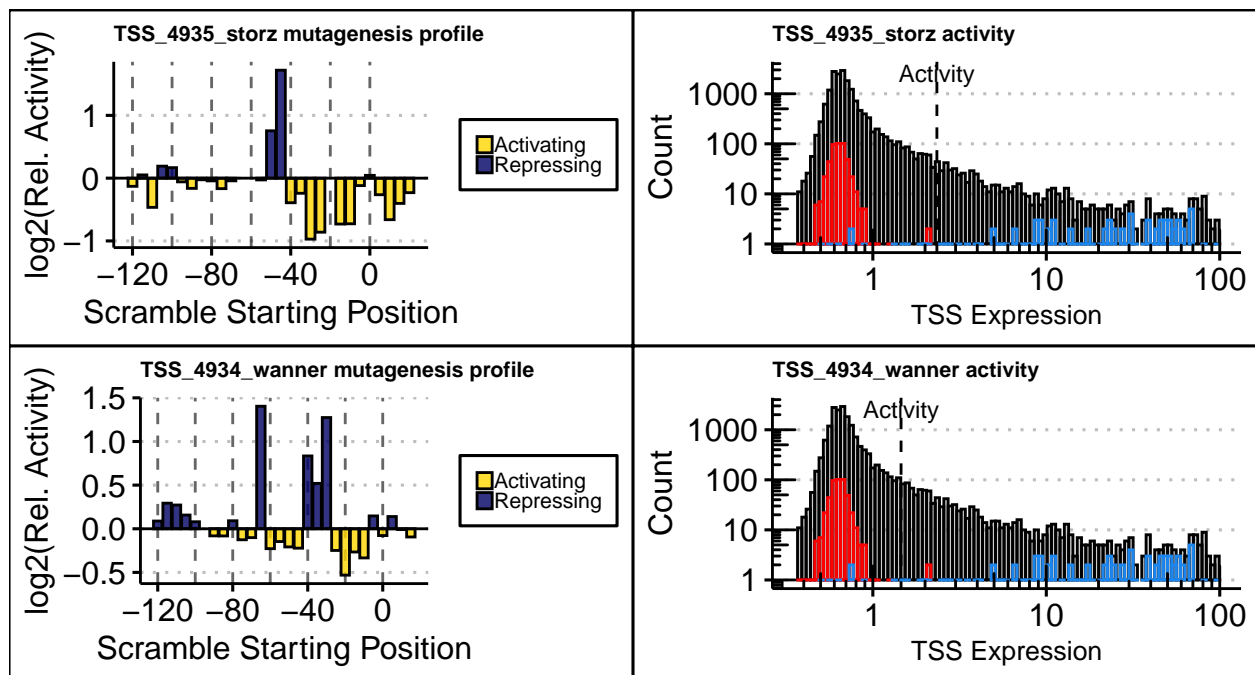 TSS_4935_storz mutagenesis profile
log2(Rel. Activity)
1
0
−1
−120
−80
−40
0
Scramble Starting Position
Activating
Repressing
TSS_4935_storz activity
Activity
Count
1000
100
10
1
1
10
100
TSS Expression
TSS_4934_wanner mutagenesis profile
log2(Rel. Activity)
1.5
1.0
0.5
0.0
−0.5
−120
−80
−40
0
Scramble Starting Position
Activating
Repressing
TSS_4934_wanner activity
Activity
Count
1000
100
10
1
1
10
100
TSS Expression